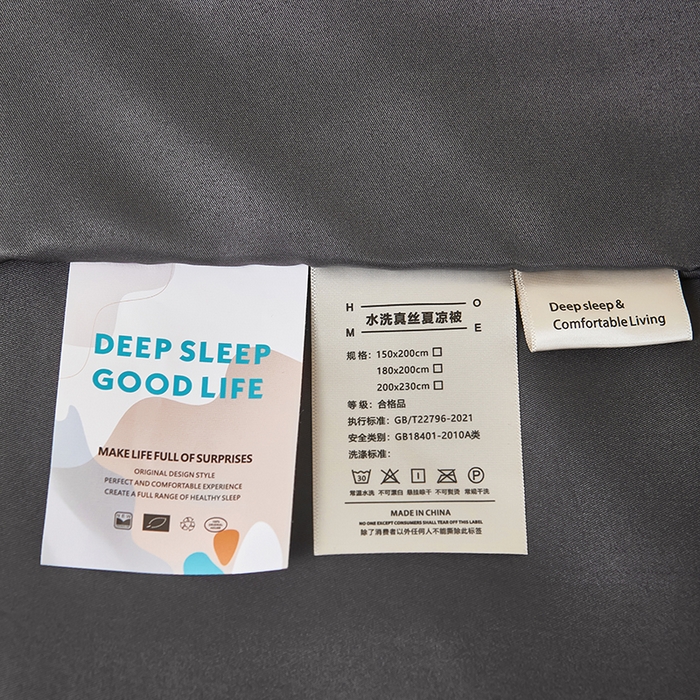 DEEP SLEEP
GOOD LIFE
MAKE LIFE FULL OF SURPRISES
ORIGINAL DESIGN STYLE
PERFECT AND COMFORTABLE EXPERIENCE
CREATE A FULL RANGE OF HEALTHY SLEEP
H O
水洗真丝夏凉被
M E
规格：150x200cm
180x200cm
200x230cm
等级：合格品
执行标准：GB/T22796-2021
安全类别：GB18401-2010A类
洗涤标准：
30 P
常温水洗 不可漂白 悬挂晾干 不可熨烫 常规干洗
MADE IN CHINA
NO ONE EXCEPT CONSUMERS SHALL TEAR OFF THIS LABEL
除了消费者以外任何人不能撕除此标签
Deep sleep &
Comfortable Living